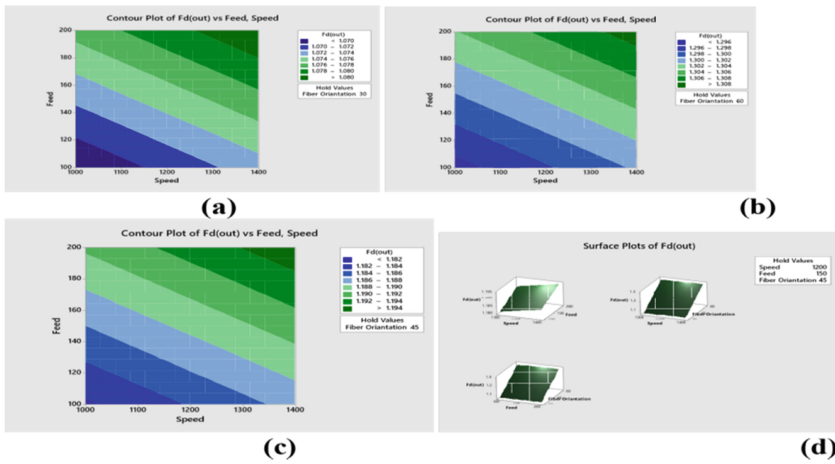 Contour Plot of Fd(out) vs Feed, Speed
Fd(out)
< 1.070
1.070 – 1.072
1.072 – 1.074
1.074 – 1.076
1.076 – 1.078
1.078 – 1.080
> 1.080
Hold Values
Fiber Oriantation 30
Feed
200
180
160
140
120
100
1000 1100 1200 1300 1400
Speed
(a)
Contour Plot of Fd(out) vs Feed, Speed
Fd(out)
< 1.296
1.296 – 1.298
1.298 – 1.300
1.300 – 1.302
1.302 – 1.304
1.304 – 1.306
1.306 – 1.308
> 1.308
Hold Values
Fiber Oriantation 60
Feed
200
180
160
140
120
100
1000 1100 1200 1300 1400
Speed
(b)
Contour Plot of Fd(out) vs Feed, Speed
Fd(out)
< 1.182
1.182 – 1.184
1.184 – 1.186
1.186 – 1.188
1.188 – 1.190
1.190 – 1.192
1.192 – 1.194
> 1.194
Hold Values
Fiber Oriantation 45
Feed
200
180
160
140
120
100
1000 1100 1200 1300 1400
Speed
(c)
Surface Plots of Fd(out)
Hold Values
Speed 1200
Feed 150
Fiber Oriantation 45
Fd(out)
Speed
Feed
Fd(out)
Speed
Fd(out)
Feed
(d)